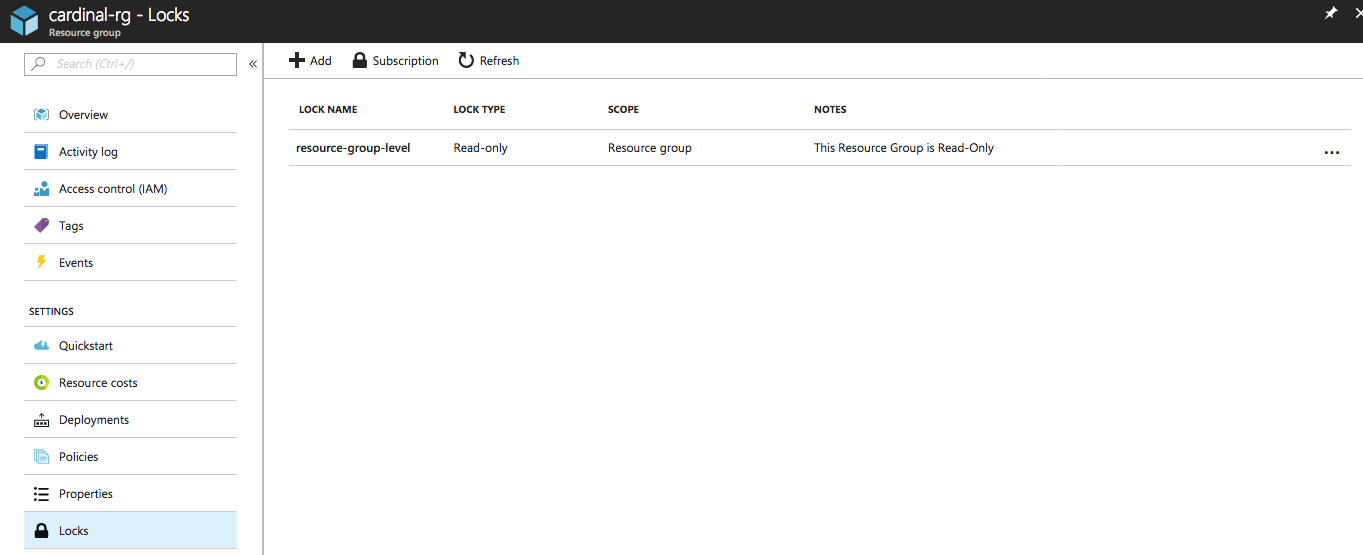 cardinal-rg - Locks
Resource group
Search (Ctrl+/)
Overview
Activity log
Access control (IAM)
Tags
Events
SETTINGS
Quickstart
Resource costs
Deployments
Policies
Properties
Locks
Add Subscription Refresh
LOCK NAME LOCK TYPE SCOPE NOTES
resource-group-level Read-only Resource group This Resource Group is Read-Only